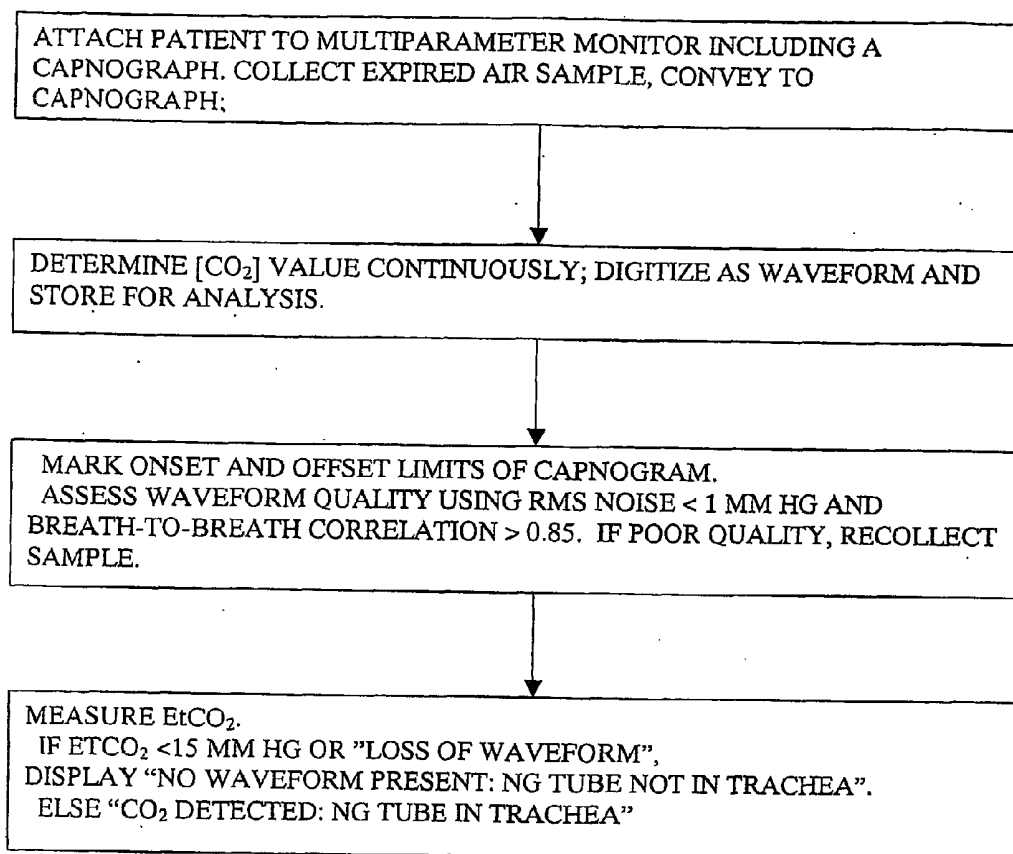 ATTACH PATIENT TO MULTIPARAMETER MONITOR INCLUDING A
CAPNOGRAPH. COLLECT EXPIRED AIR SAMPLE, CONVEY TO
CAPNOGRAPH;
DETERMINE [CO₂] VALUE CONTINUOUSLY; DIGITIZE AS WAVEFORM AND
STORE FOR ANALYSIS.
MARK ONSET AND OFFSET LIMITS OF CAPNOGRAM.
ASSESS WAVEFORM QUALITY USING RMS NOISE < 1 MM HG AND
BREATH-TO-BREATH CORRELATION > 0.85. IF POOR QUALITY, RECOLLECT
SAMPLE.
MEASURE EtCO₂.
IF ETCO₂ <15 MM HG OR "LOSS OF WAVEFORM",
DISPLAY "NO WAVEFORM PRESENT: NG TUBE NOT IN TRACHEA".
ELSE "CO₂ DETECTED: NG TUBE IN TRACHEA"